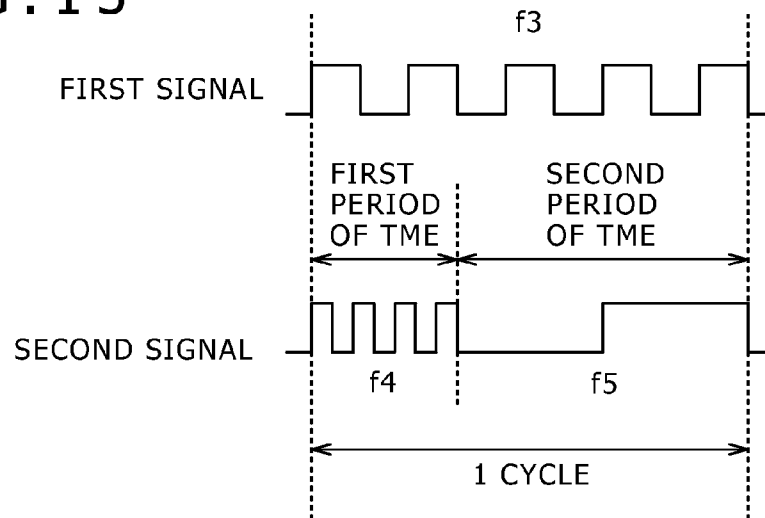 f3
FIRST SIGNAL
FIRST
PERIOD
OF TME
SECOND
PERIOD
OF TME
SECOND SIGNAL
f4
f5
1 CYCLE